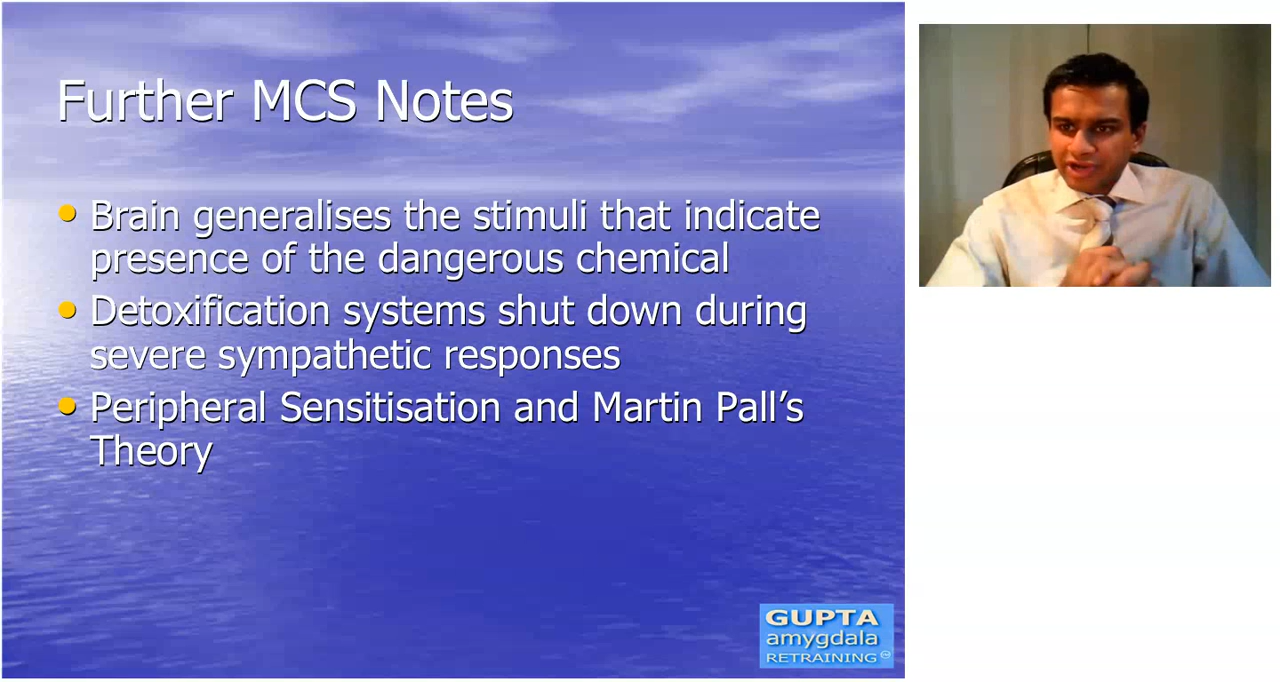 Further MCS Notes
Brain generalises the stimuli that indicate
presence of the dangerous chemical
Detoxification systems shut down during
severe sympathetic responses
Peripheral Sensitisation and Martin Pall’s
Theory
GUPTA
amygdala
RETRAINING™